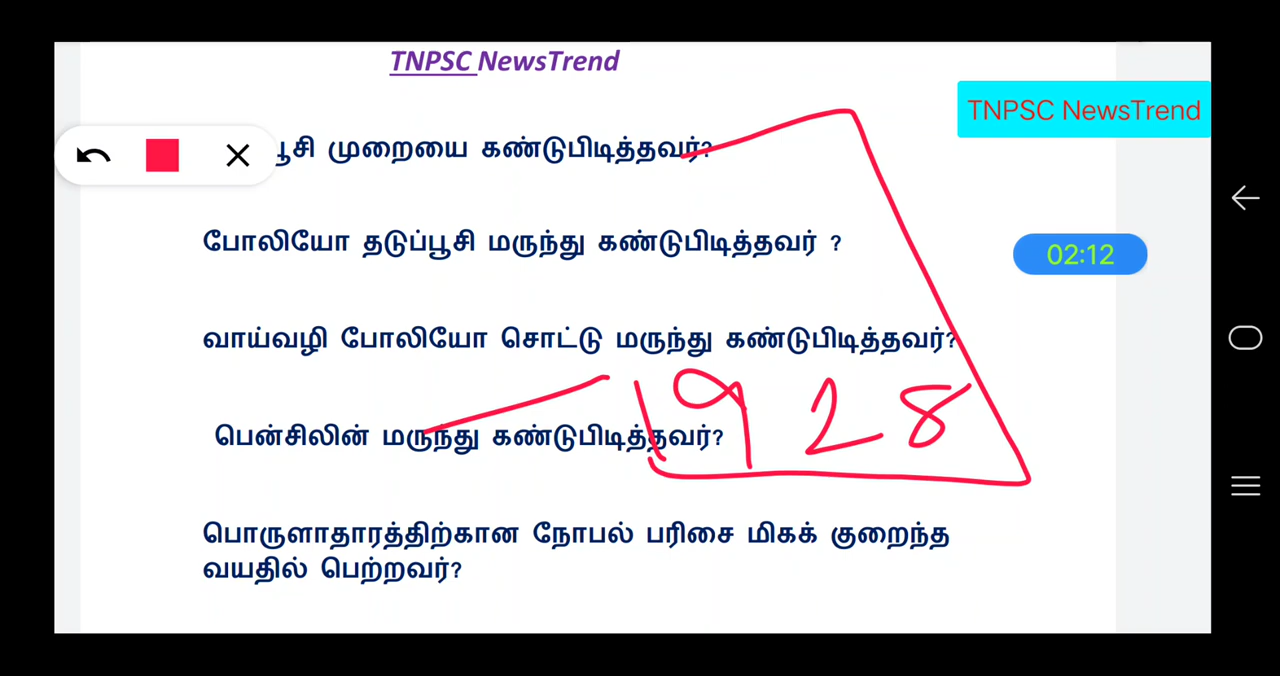 TNPSC NewsTrend
TNPSC NewsTrend
பூசி முறையை கண்டுபிடித்தவர்?
போலியோ தடுப்பூசி மருந்து கண்டுபிடித்தவர் ?
02:12
வாய்வழி போலியோ சொட்டு மருந்து கண்டுபிடித்தவர்?
1928
பென்சிலின் மருந்து கண்டுபிடித்தவர்?
பொருளாதாரத்திற்கான நோபல் பரிசை மிகக் குறைந்த
வயதில் பெற்றவர்?